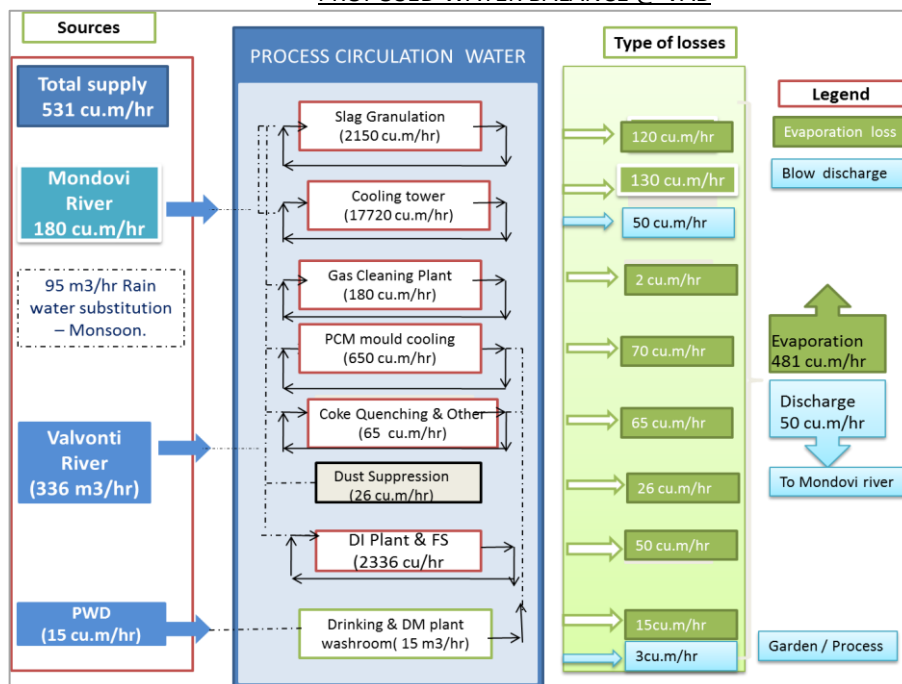 Sources
PROCESS CIRCULATION WATER
Type of losses
Legend
Evaporation loss
Blow discharge
Total supply
531 cu.m/hr
Mondovi
River
180 cu.m/hr
95 m3/hr Rain
water substitution
– Monsoon.
Valvonti
River
(336 m3/hr)
PWD
(15 cu.m/hr)
Slag Granulation
(2150 cu.m/hr)
Cooling tower
(17720 cu.m/hr)
Gas Cleaning Plant
(180 cu.m/hr)
PCM mould cooling
(650 cu.m/hr)
Coke Quenching & Other
(65 cu.m/hr)
Dust Suppression
(26 cu.m/hr)
DI Plant & FS
(2336 cu/hr
Drinking & DM plant
washroom( 15 m3/hr)
120 cu.m/hr
130 cu.m/hr
50 cu.m/hr
2 cu.m/hr
70 cu.m/hr
65 cu.m/hr
26 cu.m/hr
50 cu.m/hr
15cu.m/hr
3cu.m/hr
Evaporation
481 cu.m/hr
Discharge
50 cu.m/hr
To Mondovi river
Garden / Process